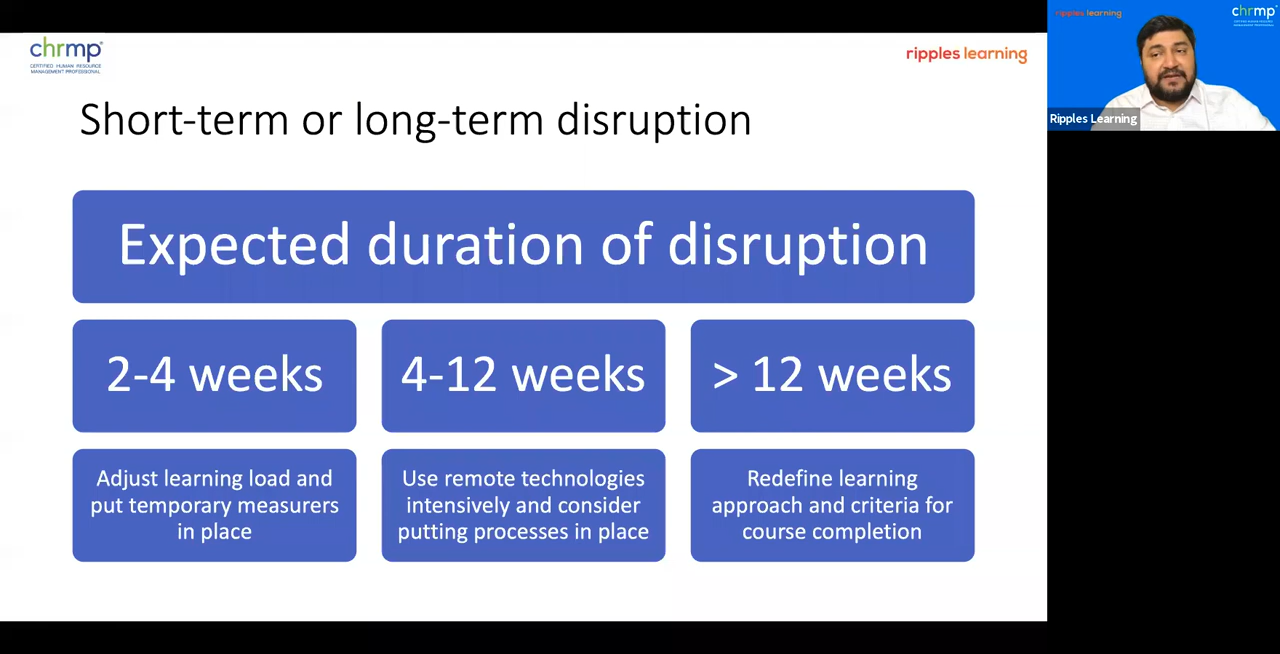 chrmp
CERTIFIED HUMAN RESOURCE
MANAGEMENT PROFESSIONAL
ripples learning
Short-term or long-term disruption
Expected duration of disruption
2-4 weeks
4-12 weeks
> 12 weeks
Adjust learning load and
put temporary measurers
in place
Use remote technologies
intensively and consider
putting processes in place
Redefine learning
approach and criteria for
course completion
ripples learning
chrmp
Ripples Learning